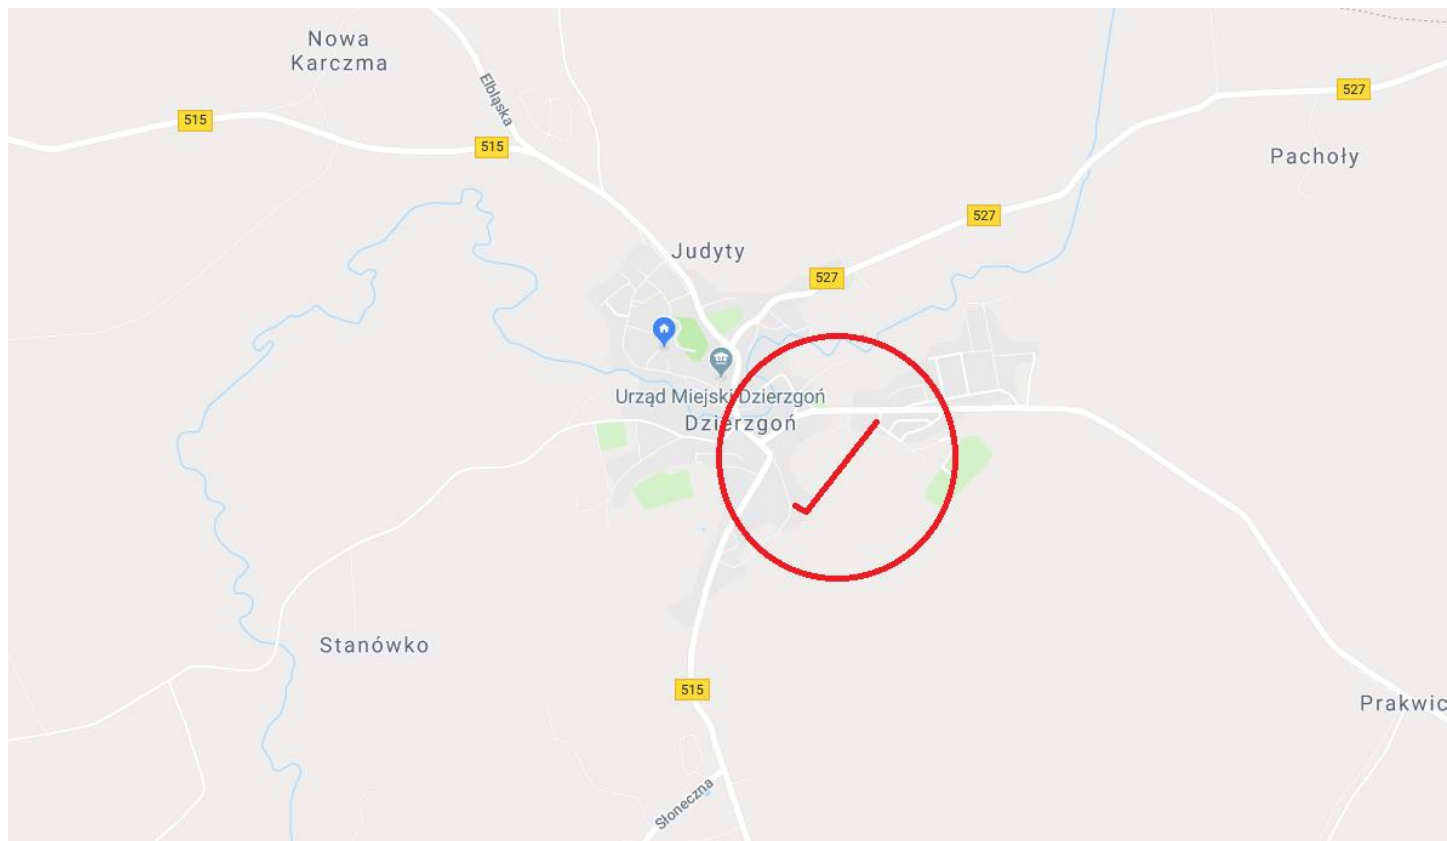 Nowa
Karczma
Elbląska
527
515
515
Pachoły
527
Judyty
527
Urząd Miejski Dzierzgoń
Dzierzgoń
Stanówko
515
Prakwic
Słoneczna